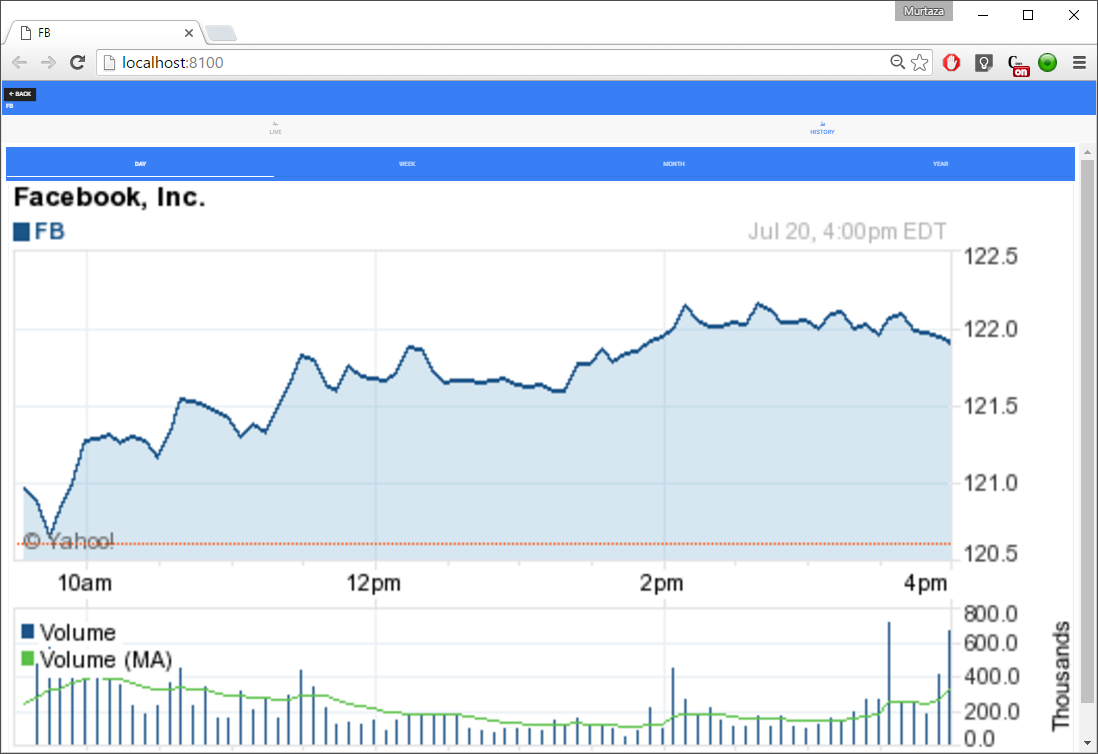 Murtaza
FB
localhost:8100
on
← BACK
FB
LIVE
HISTORY
DAY
WEEK
MONTH
YEAR
Facebook, Inc.
FB
Jul 20, 4:00pm EDT
122.5
122.0
121.5
121.0
© Yahoo!
120.5
10am
12pm
2pm
4pm
800.0
Volume
600.0
Volume (MA)
400.0
200.0
0.0
Thousands